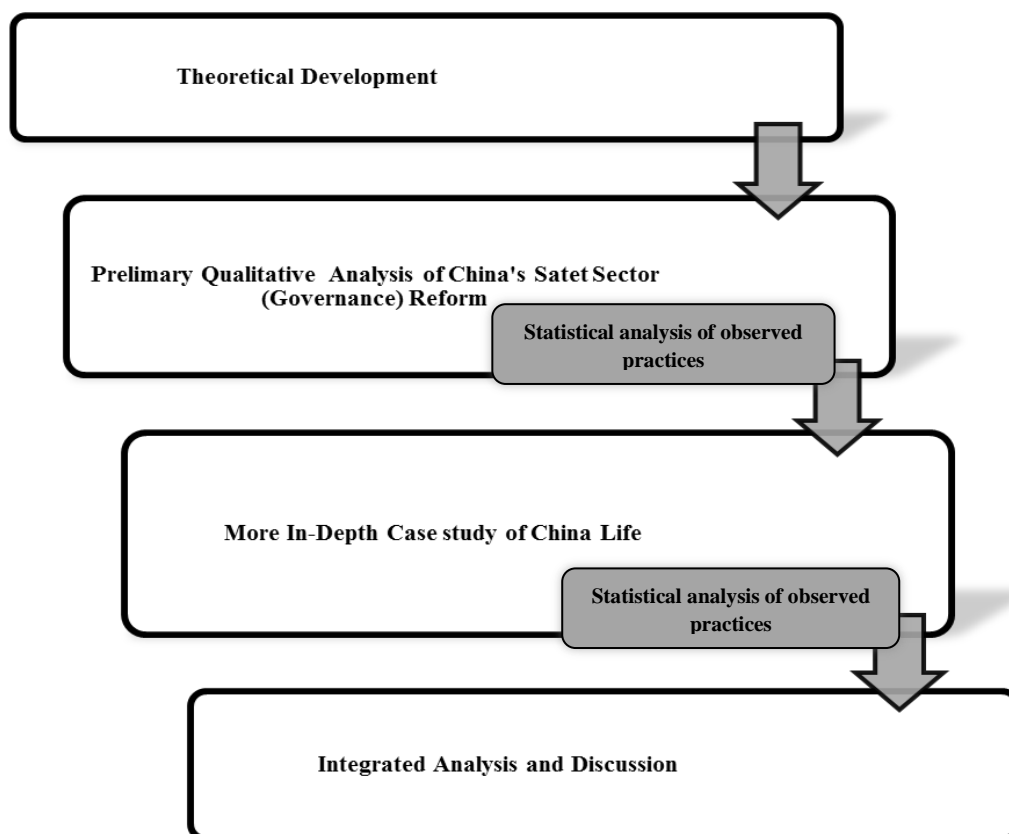 Theoretical Development
Prelimary Qualitative Analysis of China's Satet Sector
(Governance) Reform
Statistical analysis of observed
practices
More In-Depth Case study of China Life
Statistical analysis of observed
practices
Integrated Analysis and Discussion